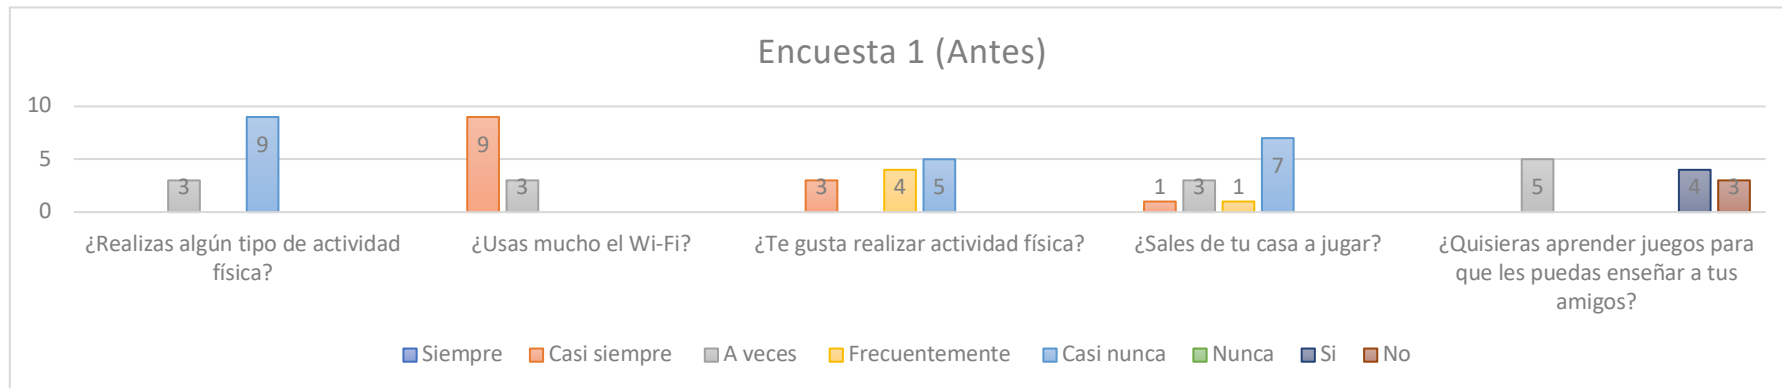 Encuesta 1 (Antes)
10
5
0
3
9
9
3
3
4
5
1
3
1
7
5
4
3
¿Realizas algún tipo de actividad
física?
¿Usas mucho el Wi-Fi?
¿Te gusta realizar actividad física?
¿Sales de tu casa a jugar?
¿Quisieras aprender juegos para
que les puedas enseñar a tus
amigos?
Siempre
Casi siempre
A veces
Frecuentemente
Casi nunca
Nunca
Si
No